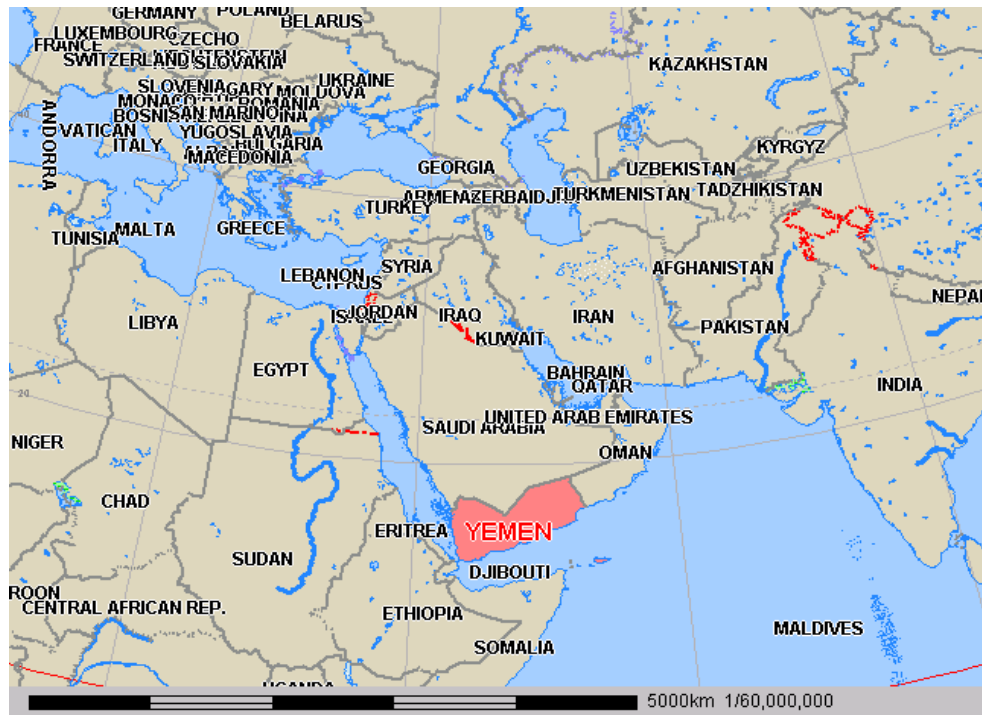 GERMANY
POLAND
BELARUS
LUXEMBOURG
CZECHO
FRANCE
SWITZERLAND
SLOVAKIA
UKRAINE
KAZAKHSTAN
SLOVENIA
MOLDOVA
MONACO
ROMANIA
SAN MARINO
VATICAN
YUGOSLAVIA
ITALY
BULGARIA
MACEDONIA
ANDORRA
GEORGIA
KYRGYZ
UZBEKISTAN
TURKMENISTAN
TADZHIKISTAN
TURKEY
TUNISIA
MALTA
GREECE
SYRIA
LEBANON
CYPRUS
AFGHANISTAN
NEPAL
JORDAN
IRAQ
IRAN
LIBYA
KUWAIT
PAKISTAN
EGYPT
BAHRAIN
QATAR
INDIA
20
UNITED ARAB EMIRATES
SAUDI ARABIA
NIGER
OMAN
CHAD
ERITREA
YEMEN
SUDAN
DJIBOUTI
CENTRAL AFRICAN REP.
ETHIOPIA
MALDIVES
SOMALIA
5000km 1/60,000,000